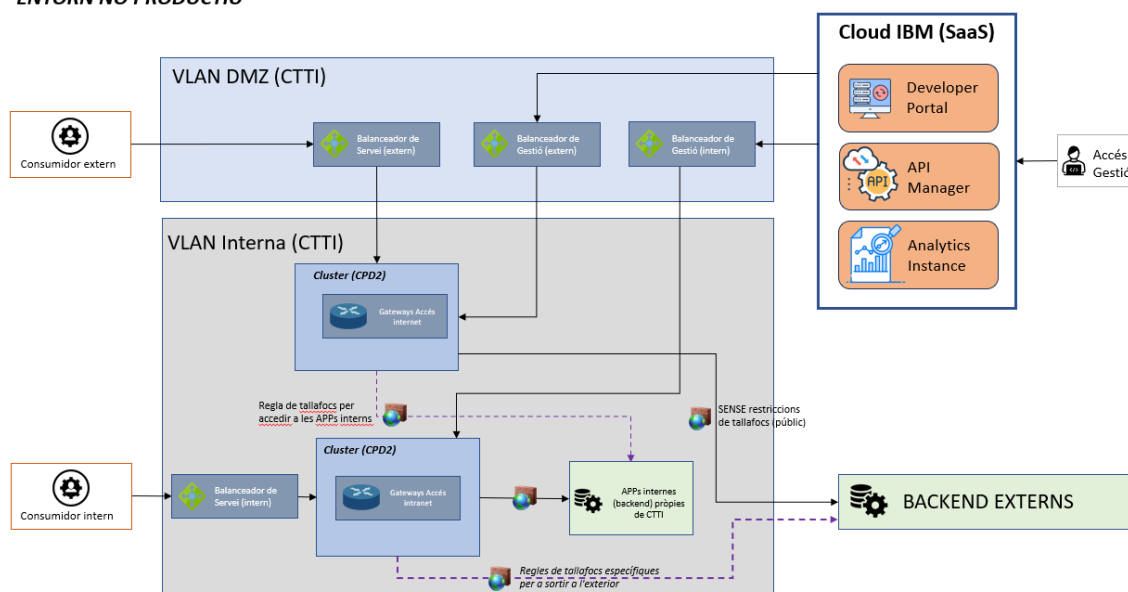 ENTORN NO PRODUCTIU
Cloud IBM (SaaS)
Developer
Portal
API
API
Manager
Analytics
Instance
Accés
Gestió
VLAN DMZ (CTTI)
Consumidor extern
Balanceador de
Servei (extern)
Balanceador de
Gestió (extern)
Balanceador de
Gestió (intern)
VLAN Interna (CTTI)
Cluster (CPD2)
Gateways Accés
internet
Regla de tallafocs per
accedir a les APPs interns
SENSE restriccions
de tallafocs (públic)
Cluster (CPD2)
Gateways Accés
intranet
Consumidor intern
Balanceador de
Servei (intern)
APPs internes
(backend) pròpies
de CTTI
BACKEND EXTERNS
Regles de tallafocs específiques
per a sortir a l'exterior